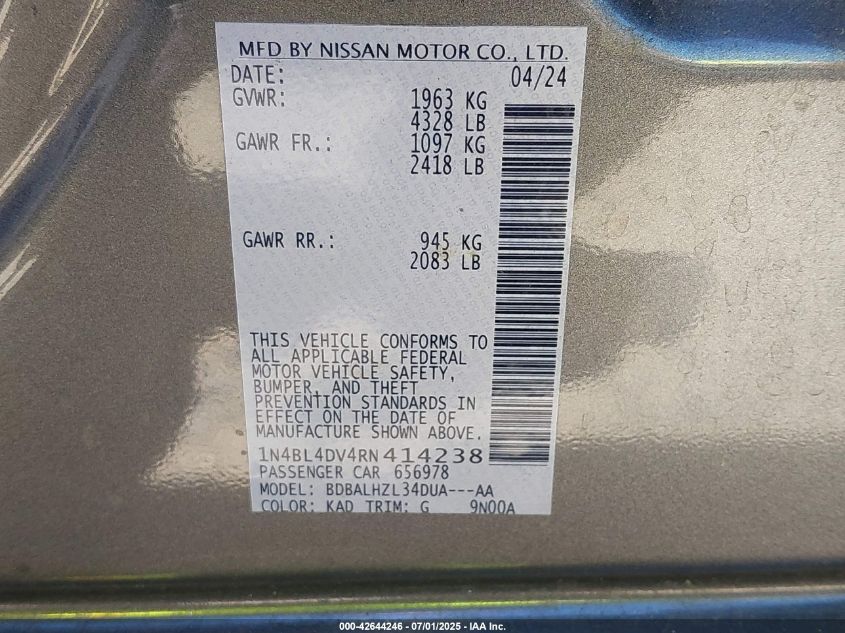 MFD BY NISSAN MOTOR CO., LTD.
DATE: 04/24
GVWR: 1963 KG
4328 LB
GAWR FR.: 1097 KG
2418 LB
GAWR RR.: 945 KG
2083 LB
THIS VEHICLE CONFORMS TO
ALL APPLICABLE FEDERAL
MOTOR VEHICLE SAFETY,
BUMPER, AND THEFT
PREVENTION STANDARDS IN
EFFECT ON THE DATE OF
MANUFACTURE SHOWN ABOVE.
1N4BL4DV4RN414238
PASSENGER CAR 656978
MODEL: BDBALHZL34DUA---AA
COLOR: KAD TRIM: G 9N00A
000-42644246 - 07/01/2025 - IAA Inc.